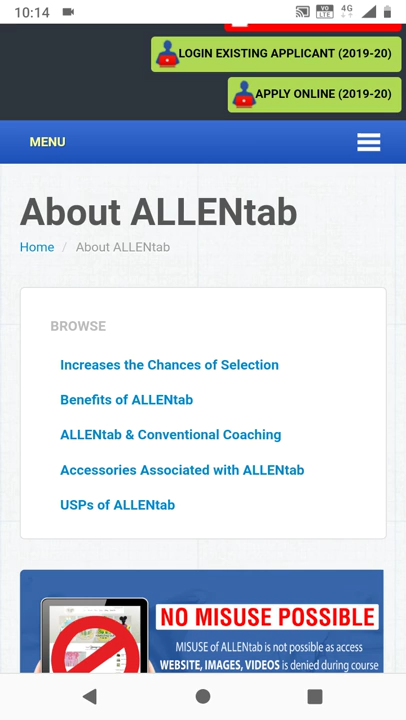 10:14
VO
LTE
4G
LOGIN EXISTING APPLICANT (2019-20)
APPLY ONLINE (2019-20)
MENU
About ALLENtab
Home / About ALLENtab
BROWSE
Increases the Chances of Selection
Benefits of ALLENtab
ALLENtab & Conventional Coaching
Accessories Associated with ALLENtab
USPs of ALLENtab
NO MISUSE POSSIBLE
MISUSE of ALLENtab is not possible as access
WEBSITE, IMAGES, VIDEOS is denied during course